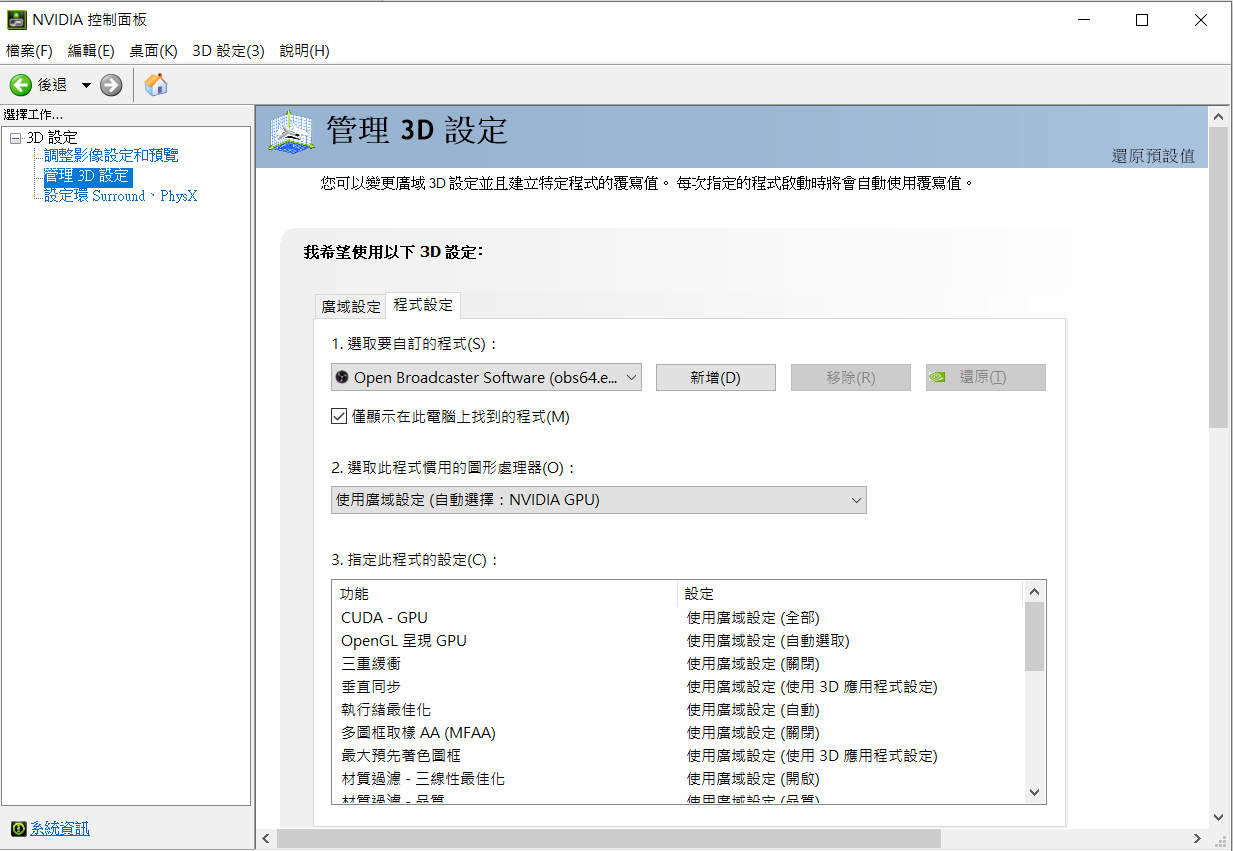 NVIDIA 控制面板
檔案(F) 編輯(E) 桌面(K) 3D 設定(3) 說明(H)
後退
選擇工作...
3D 設定
調整影像設定和預覽
管理 3D 設定
設定環 Surround、PhysX
系統資訊
管理 3D 設定
還原預設值
您可以變更廣域 3D 設定並且建立特定程式的覆寫值。每次指定的程式啟動時將會自動使用覆寫值。
我希望使用以下 3D 設定:
廣域設定 程式設定
1. 選取要自訂的程式(S)：
Open Broadcaster Software (obs64.e... 新增(D) 移除(R) 還原(T)
僅顯示在此電腦上找到的程式(M)
2. 選取此程式慣用的圖形處理器(O)：
使用廣域設定 (自動選擇：NVIDIA GPU)
3. 指定此程式的設定(C)：
功能 設定
CUDA - GPU 使用廣域設定 (全部)
OpenGL 呈現 GPU 使用廣域設定 (自動選取)
三重緩衝 使用廣域設定 (關閉)
垂直同步 使用廣域設定 (使用 3D 應用程式設定)
執行緒最佳化 使用廣域設定 (自動)
多圖框取樣 AA (MFAA) 使用廣域設定 (關閉)
最大預先著色圖框 使用廣域設定 (使用 3D 應用程式設定)
材質過濾 - 三線性最佳化 使用廣域設定 (開啟)
材質過濾 - 品質 使用廣域設定 (品質)